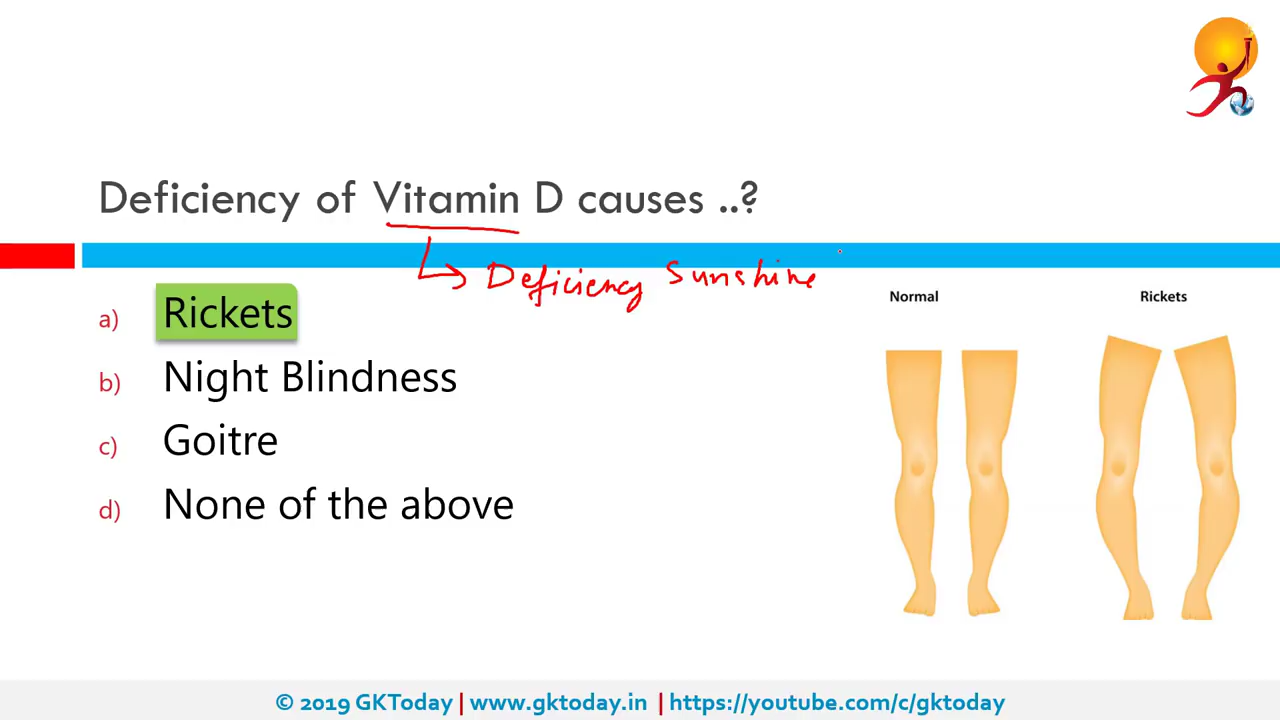 Deficiency of Vitamin D causes ..?
Deficiency Sunshine
Normal
Rickets
a) Rickets
b) Night Blindness
c) Goitre
d) None of the above
© 2019 GKToday | www.gktoday.in | https://youtube.com/c/gktoday